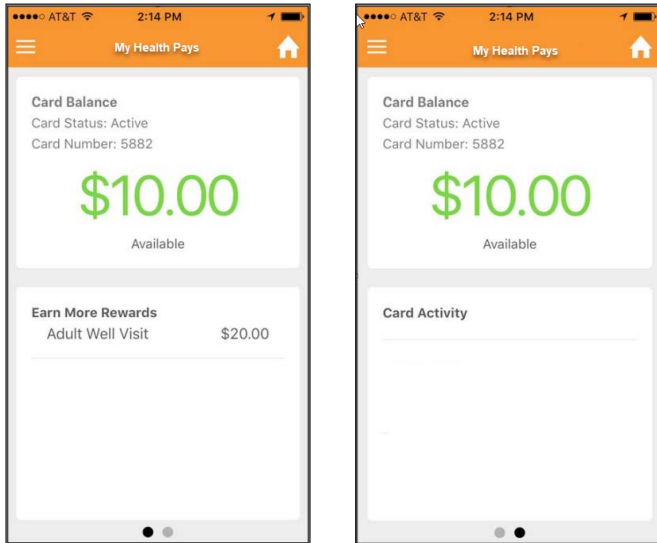 AT&T 2:14 PM
My Health Pays
Card Balance
Card Status: Active
Card Number: 5882
$10.00
Available
Earn More Rewards
Adult Well Visit $20.00
AT&T 2:14 PM
My Health Pays
Card Balance
Card Status: Active
Card Number: 5882
$10.00
Available
Card Activity